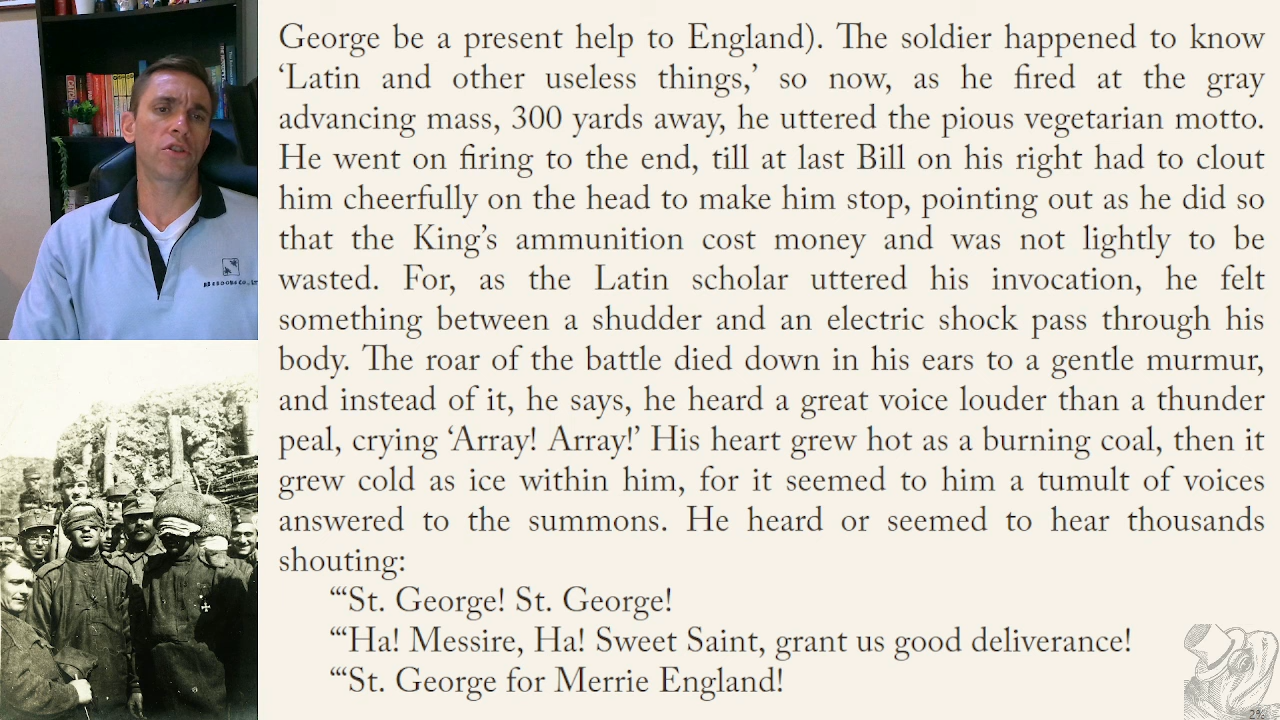 George be a present help to England). The soldier happened to know
‘Latin and other useless things,’ so now, as he fired at the gray
advancing mass, 300 yards away, he uttered the pious vegetarian motto.
He went on firing to the end, till at last Bill on his right had to clout
him cheerfully on the head to make him stop, pointing out as he did so
that the King’s ammunition cost money and was not lightly to be
wasted. For, as the Latin scholar uttered his invocation, he felt
something between a shudder and an electric shock pass through his
body. The roar of the battle died down in his ears to a gentle murmur,
and instead of it, he says, he heard a great voice louder than a thunder
peal, crying ‘Array! Array!’ His heart grew hot as a burning coal, then it
grew cold as ice within him, for it seemed to him a tumult of voices
answered to the summons. He heard or seemed to hear thousands
shouting:
“‘St. George! St. George!
“‘Ha! Messire, Ha! Sweet Saint, grant us good deliverance!
“‘St. George for Merrie England!
2%